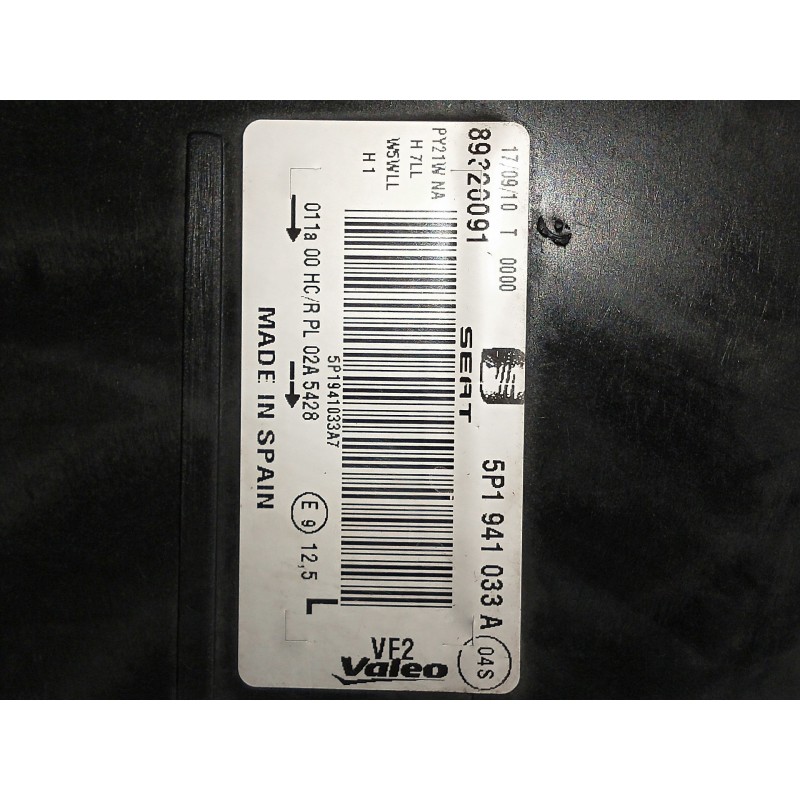 17/09/10 T 0000
89320091
PY21W NA
H 7LL
W5WLL
H 1
SEAT
5P1 941 033 A
04S
5P1941033A7
011a 00 HC/R PL 02A 5428
E 9 12,5
L
MADE IN SPAIN
VF2
Valeo